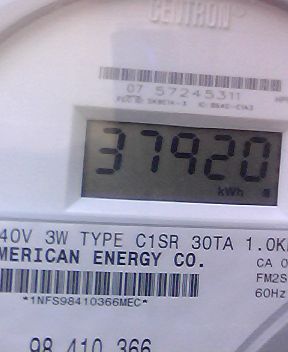 CENTRON
07 57245311
37920
kWh
40V 3W TYPE C1SR 30TA 1.0K
MERICAN ENERGY CO.
CA 0
FM2S
60Hz
*1NFS98410366MEC*
98 410 366